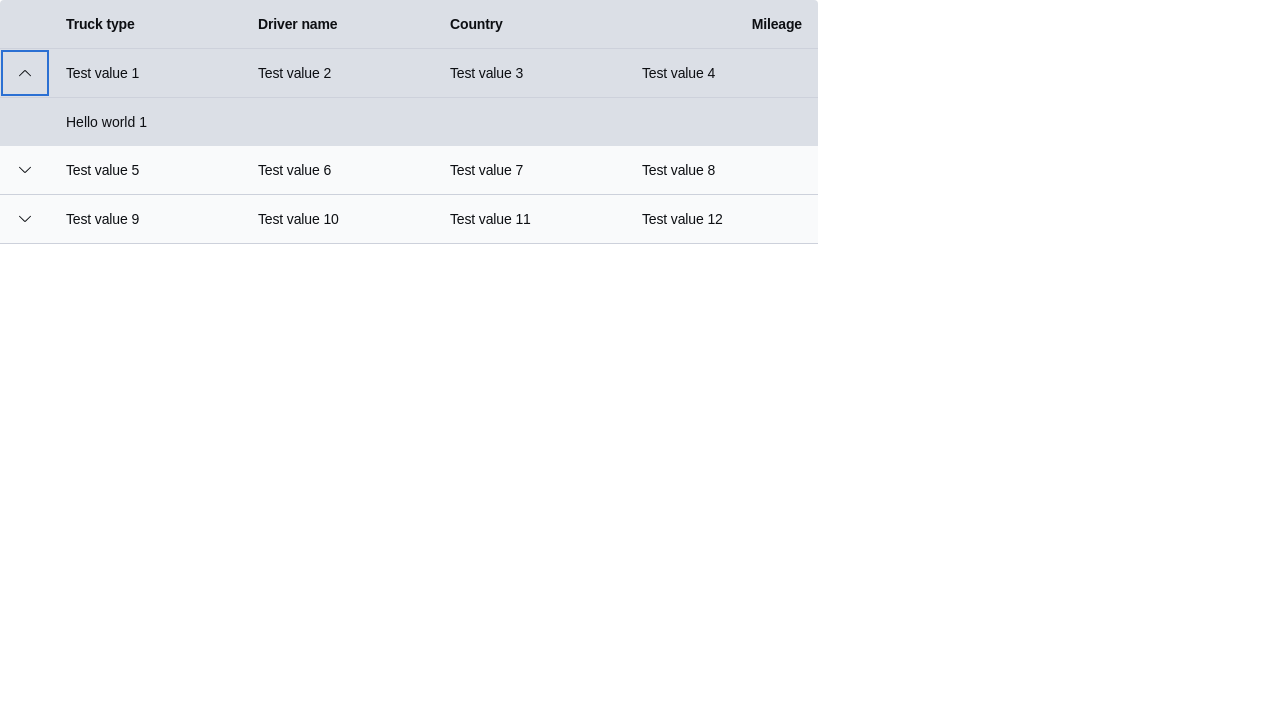 Truck type Driver name Country Mileage
Test value 1 Test value 2 Test value 3 Test value 4
Hello world 1
Test value 5 Test value 6 Test value 7 Test value 8
Test value 9 Test value 10 Test value 11 Test value 12